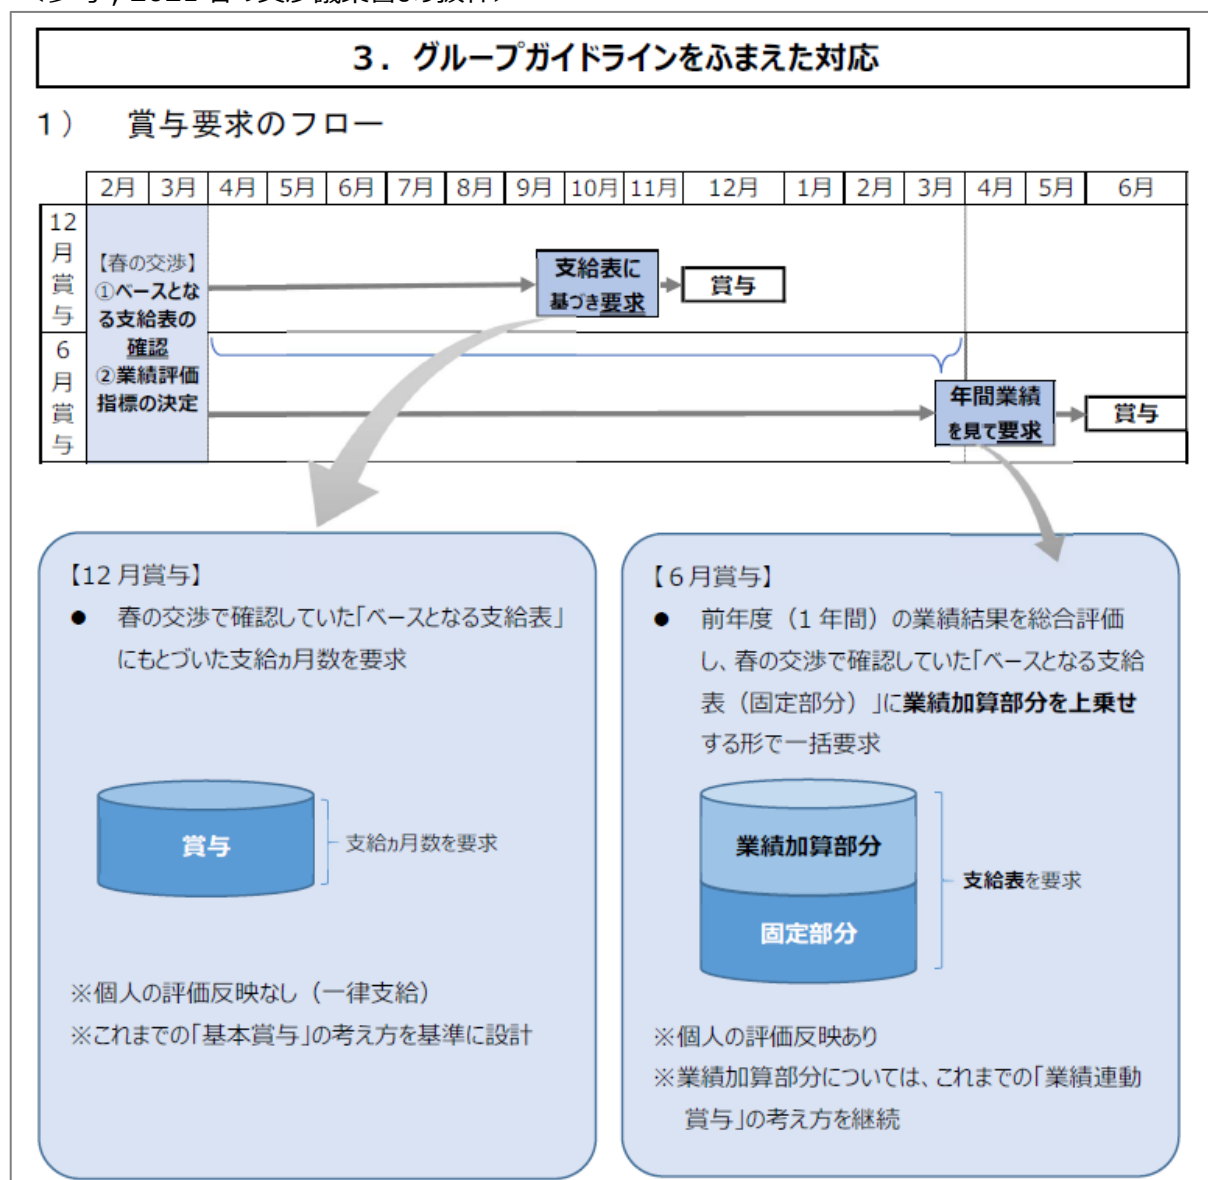 ３．グループガイドラインをふまえた対応
１） 賞与要求のフロー
2月 3月 4月 5月 6月 7月 8月 9月 10月 11月 12月 1月 2月 3月 4月 5月 6月
12月賞与
【春の交渉】
①ベースとな
る支給表の
確認
②業績評価
指標の決定
支給表に
基づき要求
賞与
6月賞与
年間業績
を見て要求
賞与
【12月賞与】
● 春の交渉で確認していた「ベースとなる支給表」
にもとづいた支給ヵ月数を要求
賞与
支給ヵ月数を要求
※個人の評価反映なし（一律支給）
※これまでの「基本賞与」の考え方を基準に設計
【６月賞与】
● 前年度（１年間）の業績結果を総合評価
し、春の交渉で確認していた「ベースとなる支給
表（固定部分）」に業績加算部分を上乗せ
する形で一括要求
業績加算部分
固定部分
支給表を要求
※個人の評価反映あり
※業績加算部分については、これまでの「業績連動
賞与」の考え方を継続